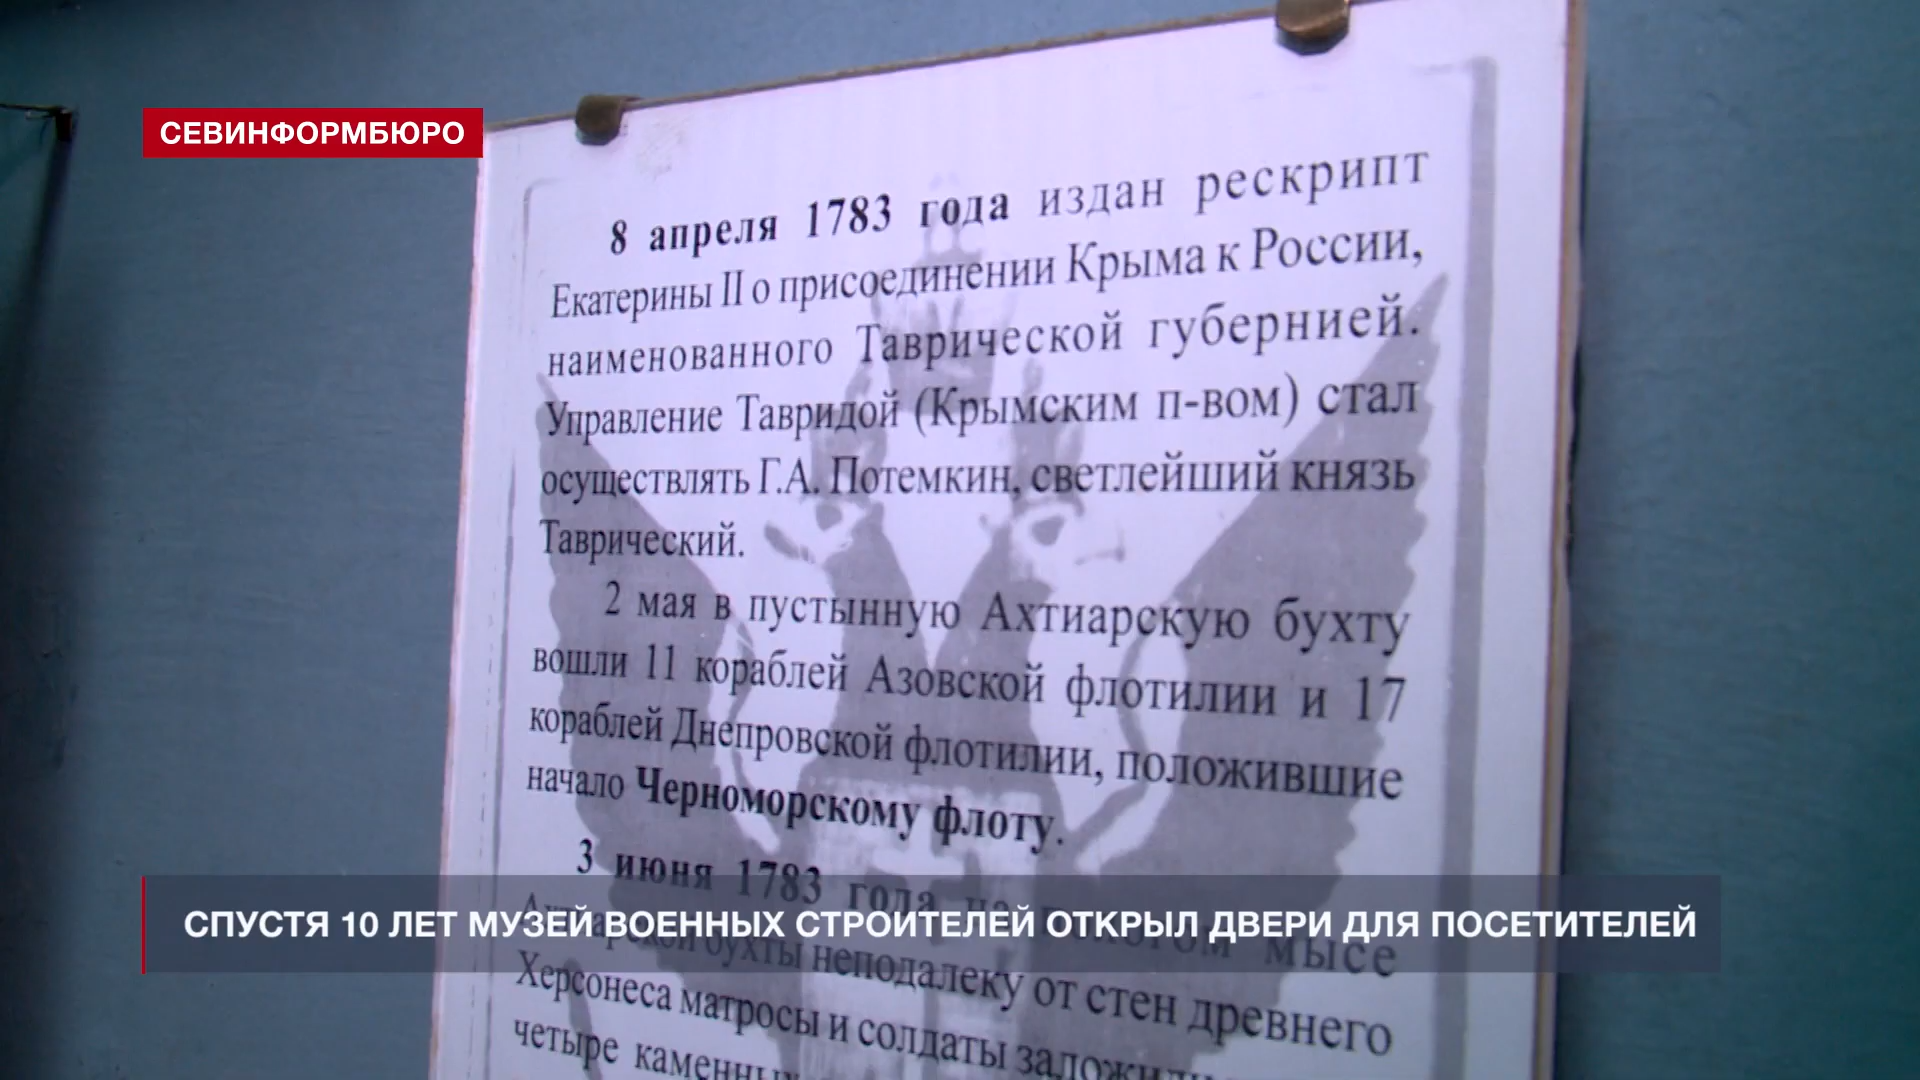 СЕВИНФОРМБЮРО
8 апреля 1783 года издан рескрипт
Екатерины II о присоединении Крыма к России,
наименованного Таврической губернией.
Управление Тавридой (Крымским п-вом) стал
осуществлять Г.А. Потемкин, светлейший князь
Таврический.
2 мая в пустынную Ахтиарскую бухту
вошли 11 кораблей Азовской флотилии и 17
кораблей Днепровской флотилии, положившие
начало Черноморскому флоту.
3 июня 1783 года на мысе
СПУСТЯ 10 ЛЕТ МУЗЕЙ ВОЕННЫХ СТРОИТЕЛЕЙ ОТКРЫЛ ДВЕРИ ДЛЯ ПОСЕТИТЕЛЕЙ
Ахтиарской бухты неподалеку от стен древнего
Херсонеса матросы и солдаты
четыре